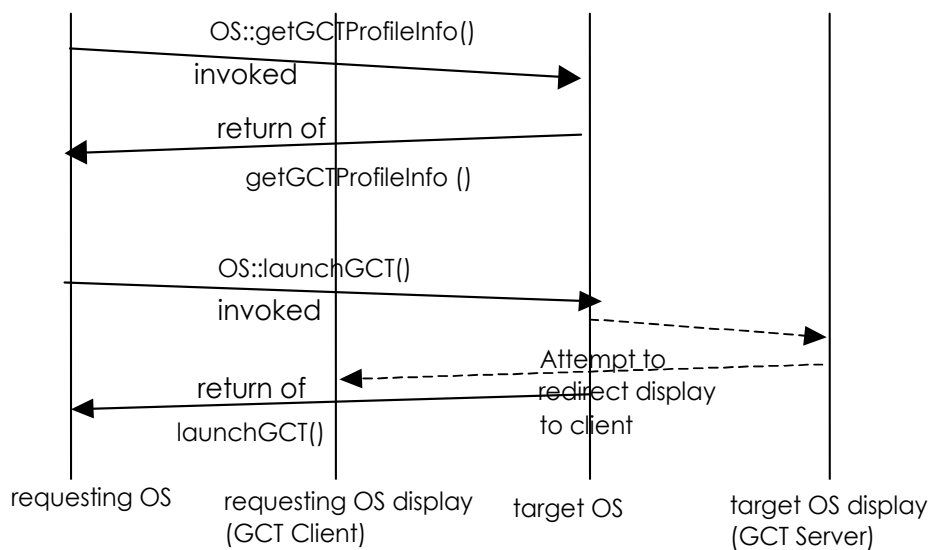 OS::getGCTProfileInfo()
invoked
return of
getGCTProfileInfo ()
OS::launchGCT()
invoked
Attempt to
redirect display
to client
return of
launchGCT()
requesting OS
requesting OS display
(GCT Client)
target OS
target OS display
(GCT Server)